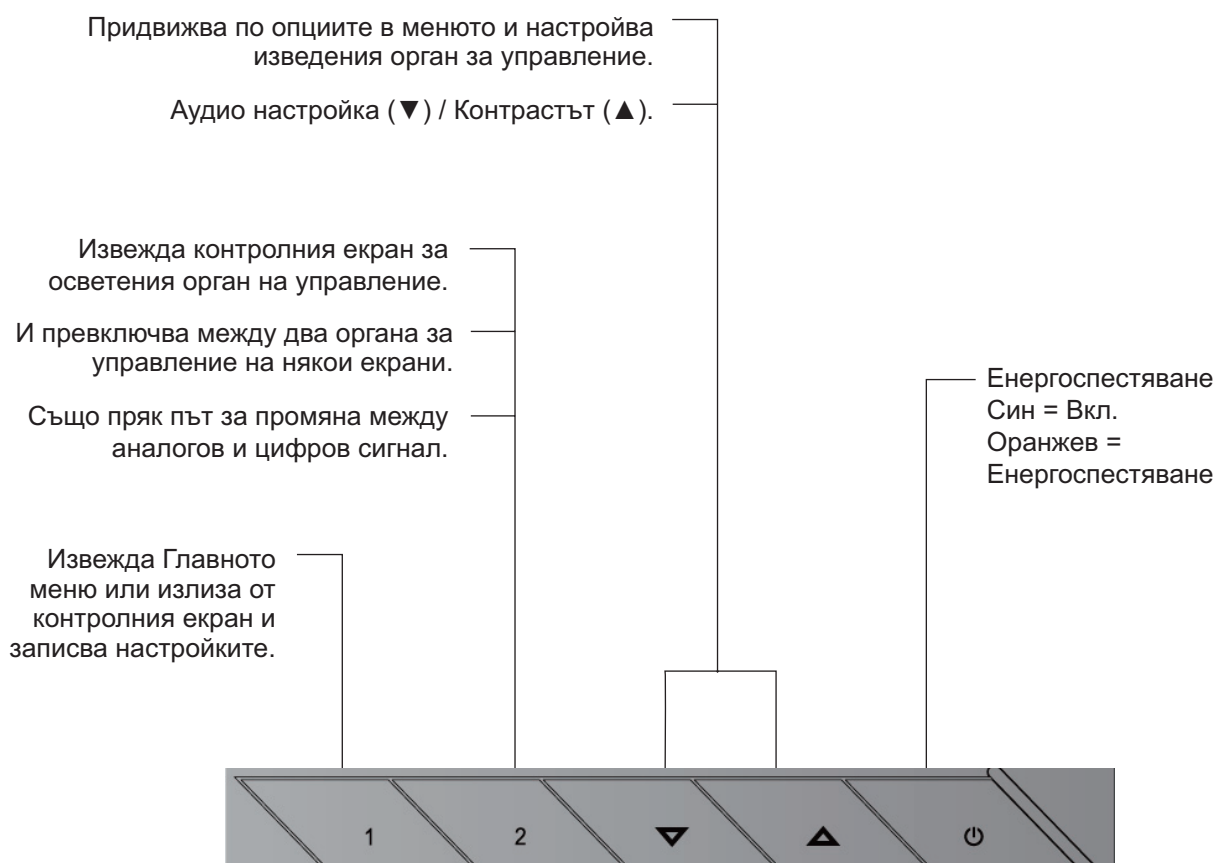 Придвижва по опциите в менюто и настройва
изведения орган за управление.
Аудио настройка (▼) / Контрастът (▲).
Извежда контролния екран за
осветения орган на управление.
И превключва между два органа за
управление на някои екрани.
Също пряк път за промяна между
аналогов и цифров сигнал.
Енергоспестяване
Син = Вкл.
Оранжев =
Енергоспестяване
Извежда Главното
меню или излиза от
контролния екран и
записва настройките.
1 2